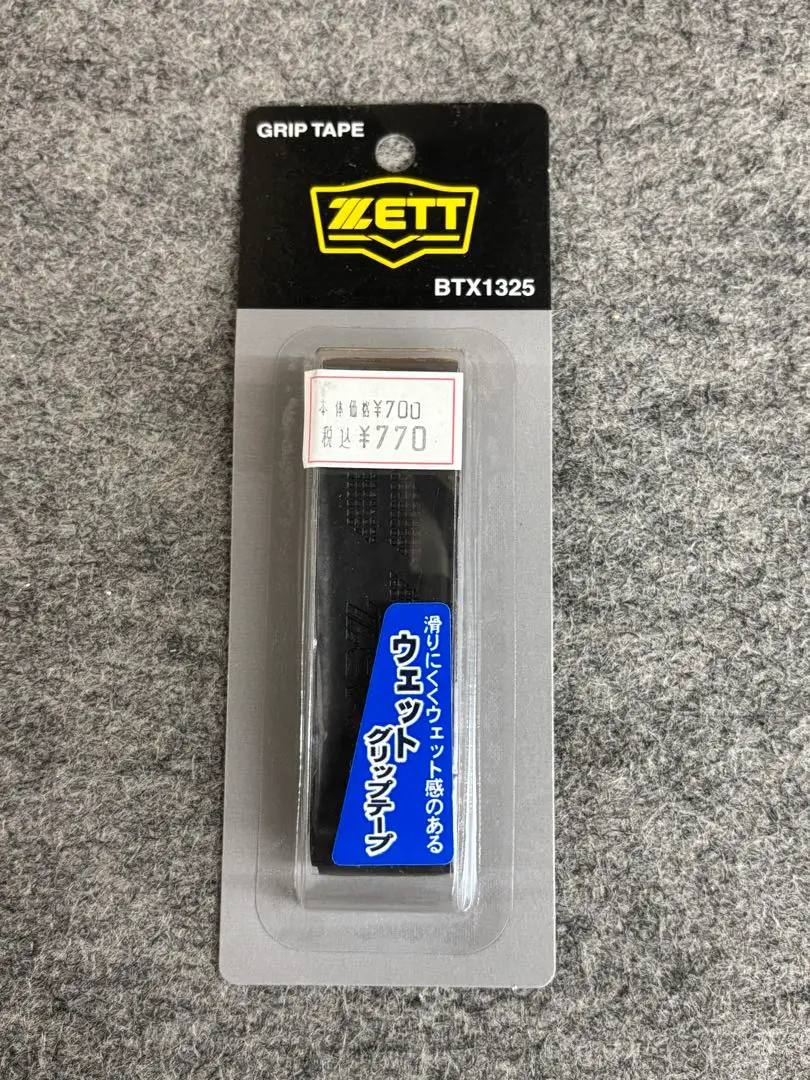 GRIP TAPE
ZETT
BTX1325
本体価格¥700
税込¥770
滑りにくくウェット感のある
ウエット
グリップテープ